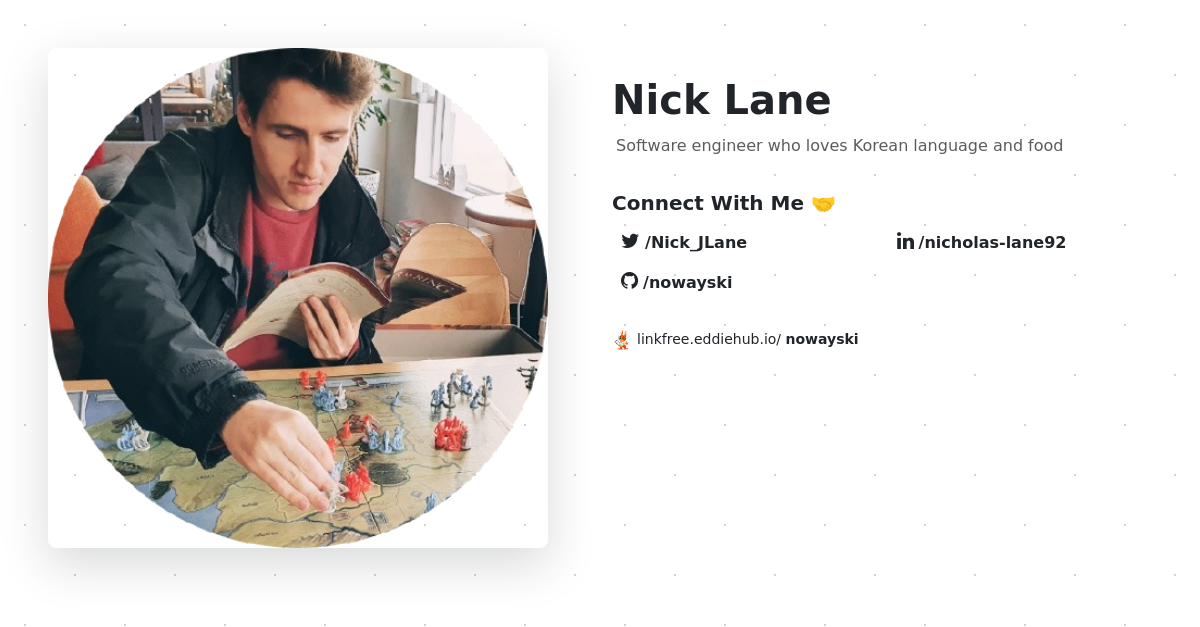 Nick Lane
Software engineer who loves Korean language and food
Connect With Me 🤝
/Nick_JLane
/nicholas-lane92
/nowayski
linkfree.eddiehub.io/ nowayski